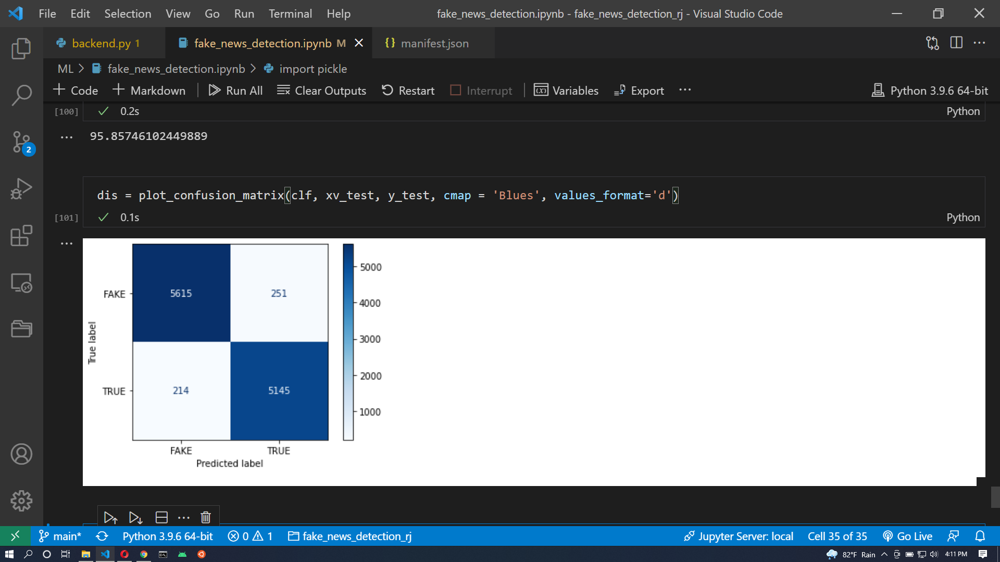 File Edit Selection View Go Run Terminal Help
fake_news_detection.ipynb - fake_news_detection_rj - Visual Studio Code
backend.py 1
fake_news_detection.ipynb M
manifest.json
ML > fake_news_detection.ipynb > import pickle
+ Code + Markdown Run All Clear Outputs Restart Interrupt Variables Export ...
Python 3.9.6 64-bit
[100] 0.2s Python
95.85746102449889
dis = plot_confusion_matrix(clf, xv_test, y_test, cmap = 'Blues', values_format='d')
[101] 0.1s Python
5000
FAKE 5615 251
4000
3000
True label
2000
TRUE 214 5145
1000
FAKE TRUE
Predicted label
2
main* Python 3.9.6 64-bit 0 1 fake_news_detection_rj
Jupyter Server: local Cell 35 of 35 Go Live
82°F Rain 4:11 PM